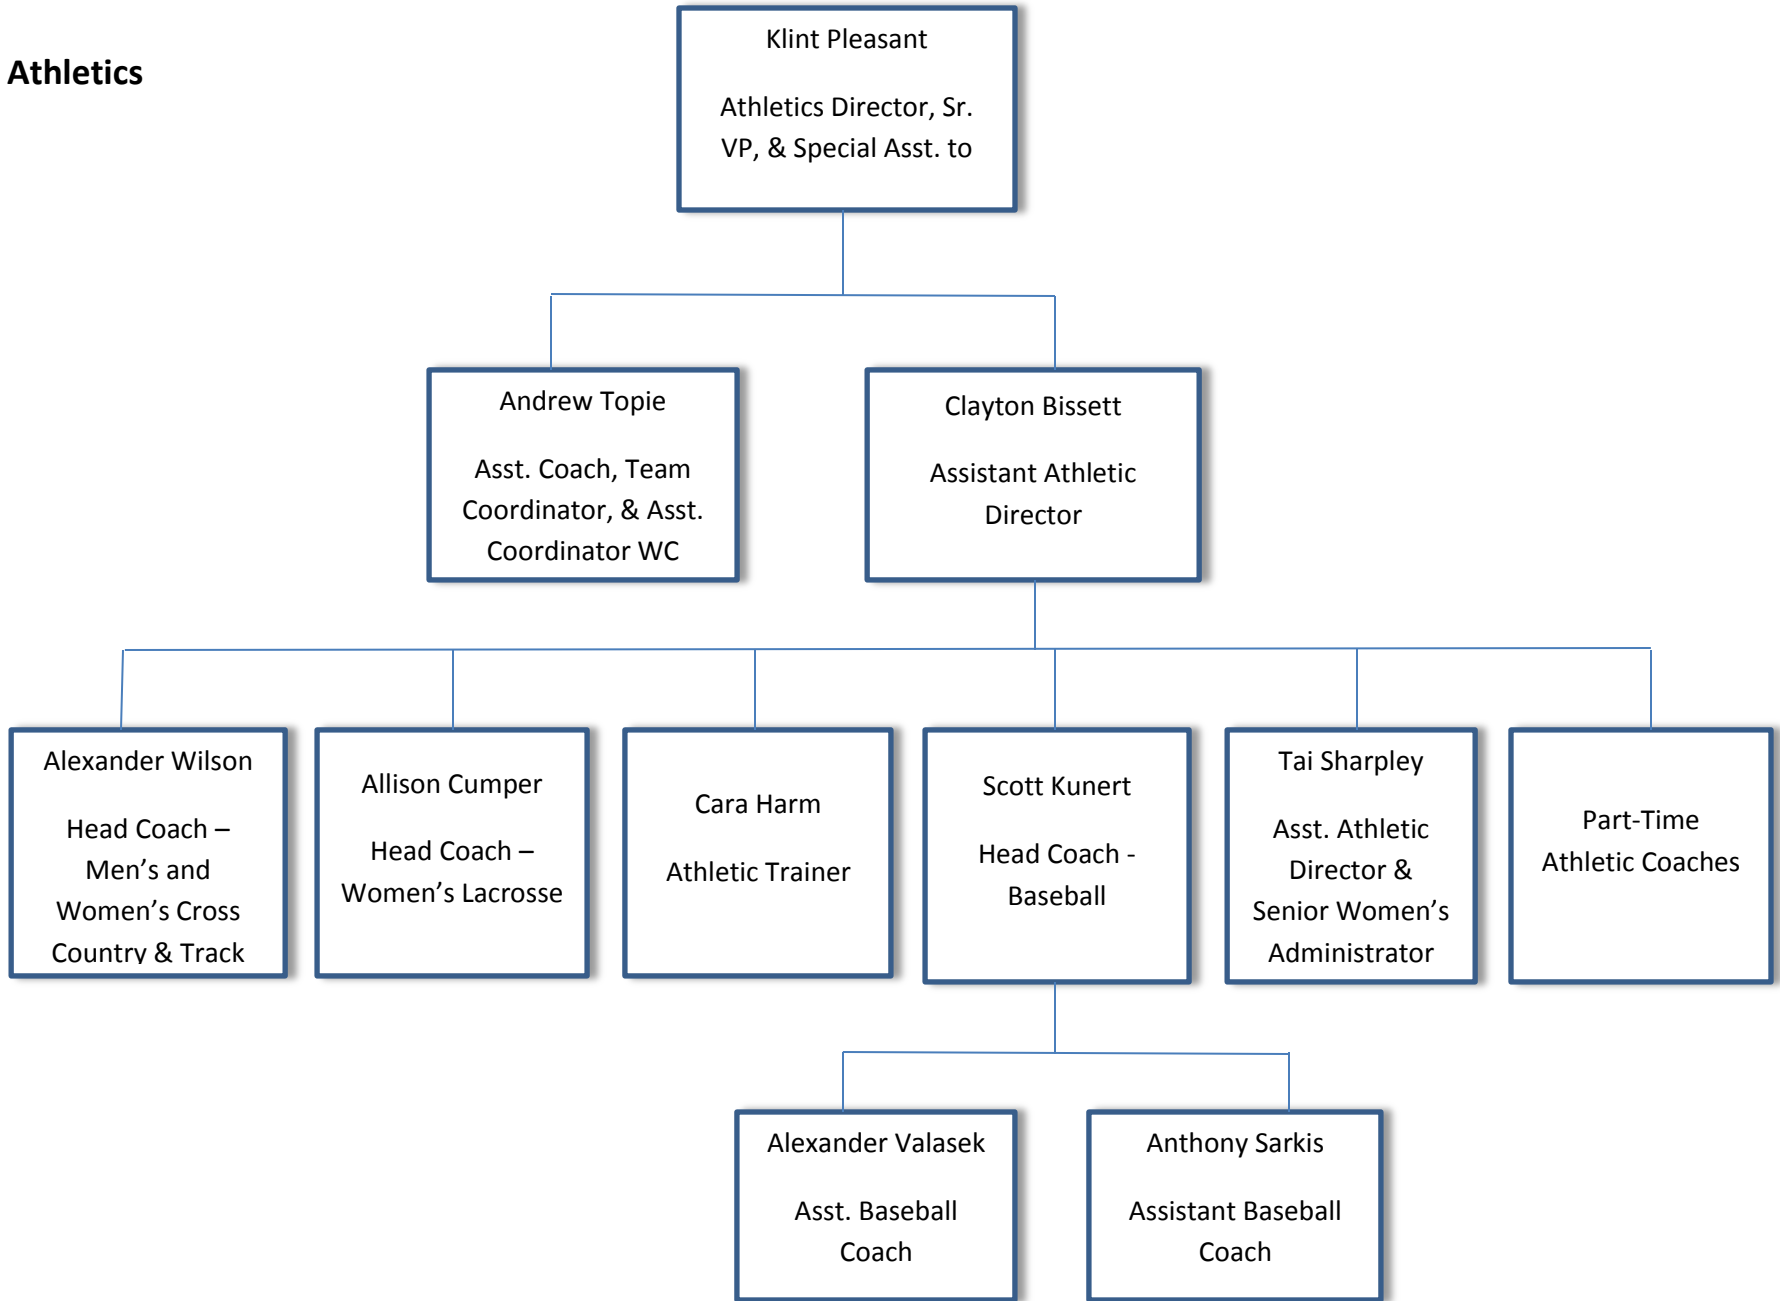 Athletics
Klint Pleasant
Athletics Director, Sr.
VP, & Special Asst. to
Andrew Topie
Asst. Coach, Team
Coordinator, & Asst.
Coordinator WC
Clayton Bissett
Assistant Athletic
Director
Alexander Wilson
Head Coach –
Men’s and
Women’s Cross
Country & Track
Allison Cumper
Head Coach –
Women’s Lacrosse
Cara Harm
Athletic Trainer
Scott Kunert
Head Coach -
Baseball
Tai Sharpley
Asst. Athletic
Director &
Senior Women’s
Administrator
Part-Time
Athletic Coaches
Alexander Valasek
Asst. Baseball
Coach
Anthony Sarkis
Assistant Baseball
Coach